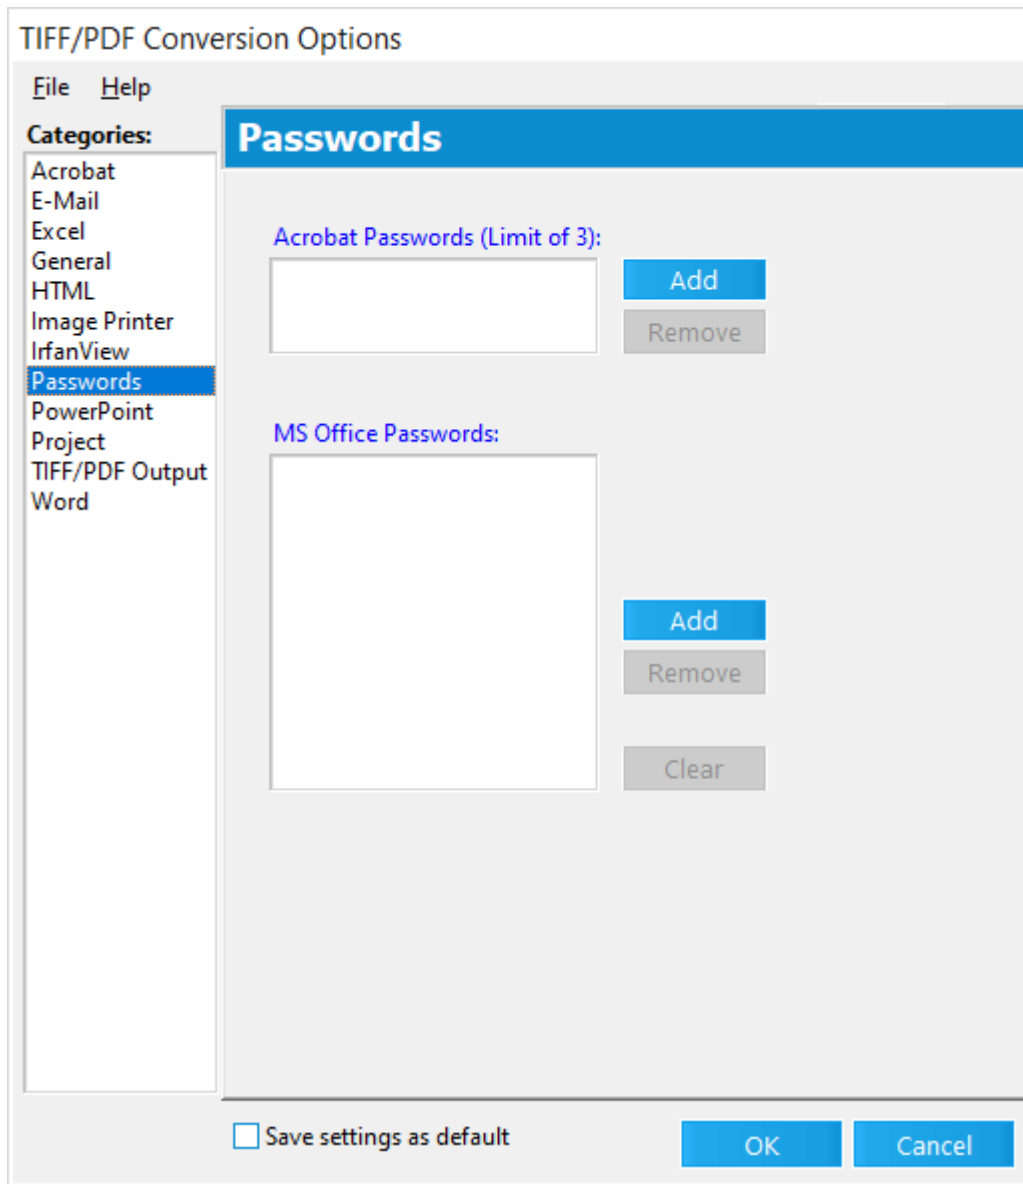 TIFF/PDF Conversion Options
File Help
Categories:
Acrobat
E-Mail
Excel
General
HTML
Image Printer
IrfanView
Passwords
PowerPoint
Project
TIFF/PDF Output
Word
Passwords
Acrobat Passwords (Limit of 3):
Add
Remove
MS Office Passwords:
Add
Remove
Clear
Save settings as default
OK Cancel